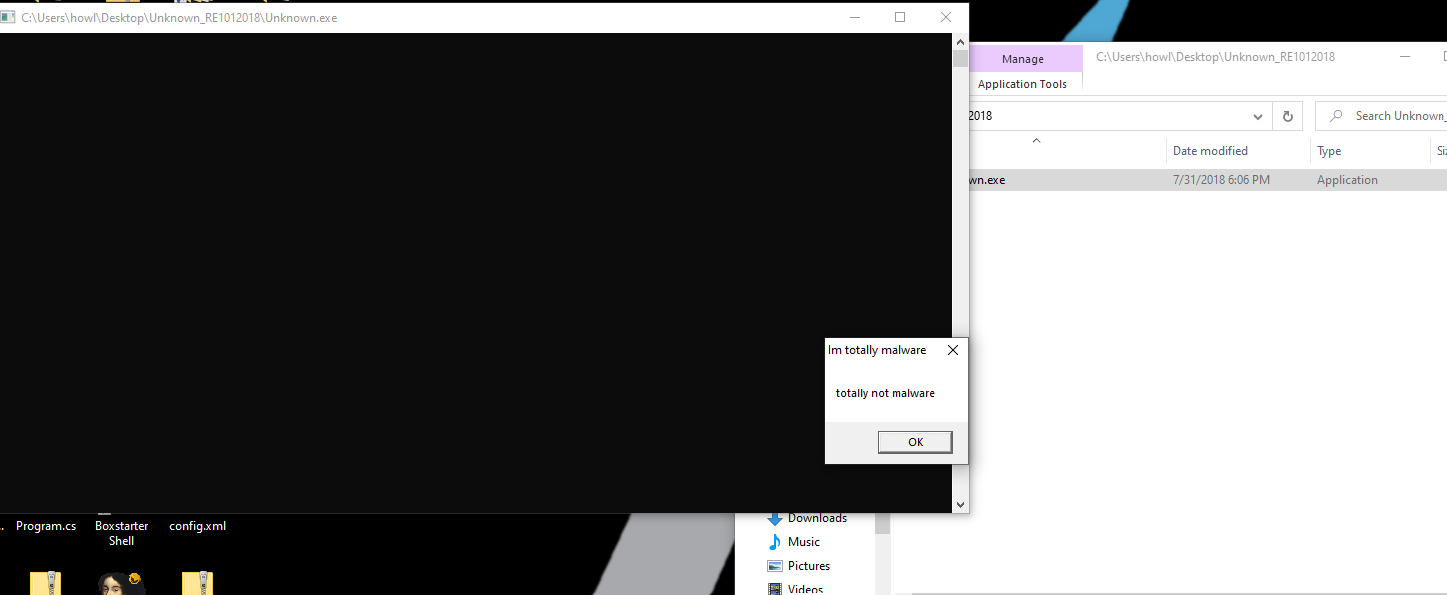 C:\Users\howl\Desktop\Unknown_RE1012018\Unknown.exe
Manage
C:\Users\howl\Desktop\Unknown_RE1012018
Application Tools
2018
Search Unknown_
Date modified
Type
Siz
wn.exe
7/31/2018 6:06 PM
Application
Im totally malware
totally not malware
OK
.. Program.cs
Boxstarter
Shell
config.xml
Downloads
Music
Pictures
Videos